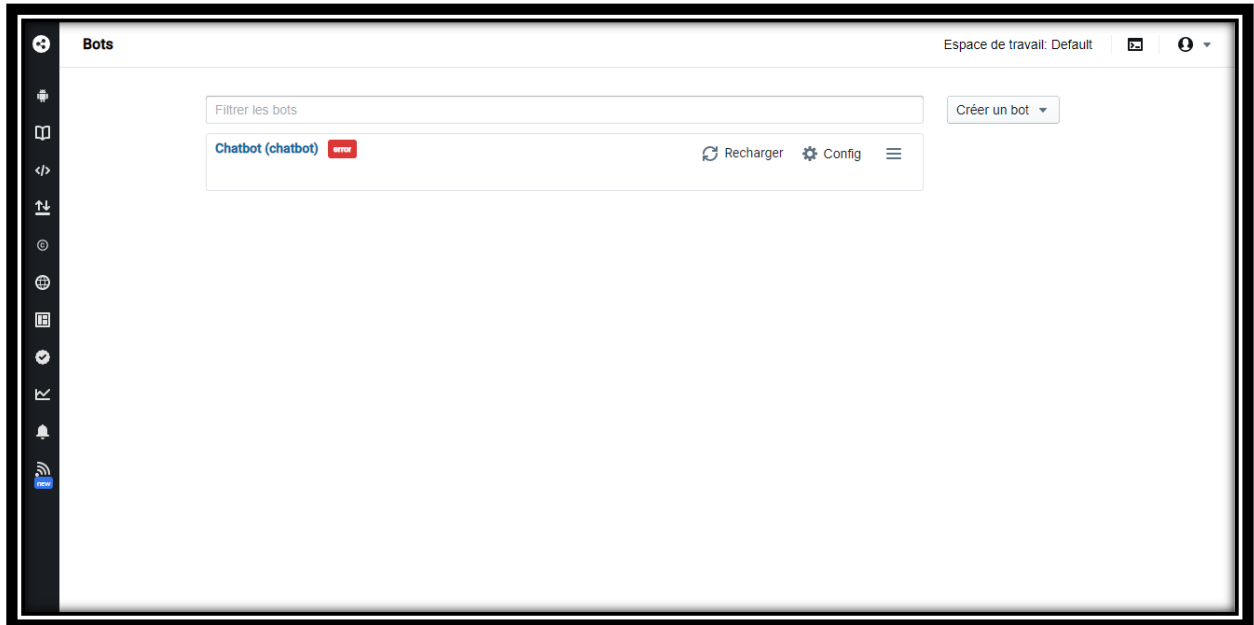 Bots
Espace de travail: Default
Filtrer les bots
Créer un bot
Chatbot (chatbot) error
Recharger Config
©
new